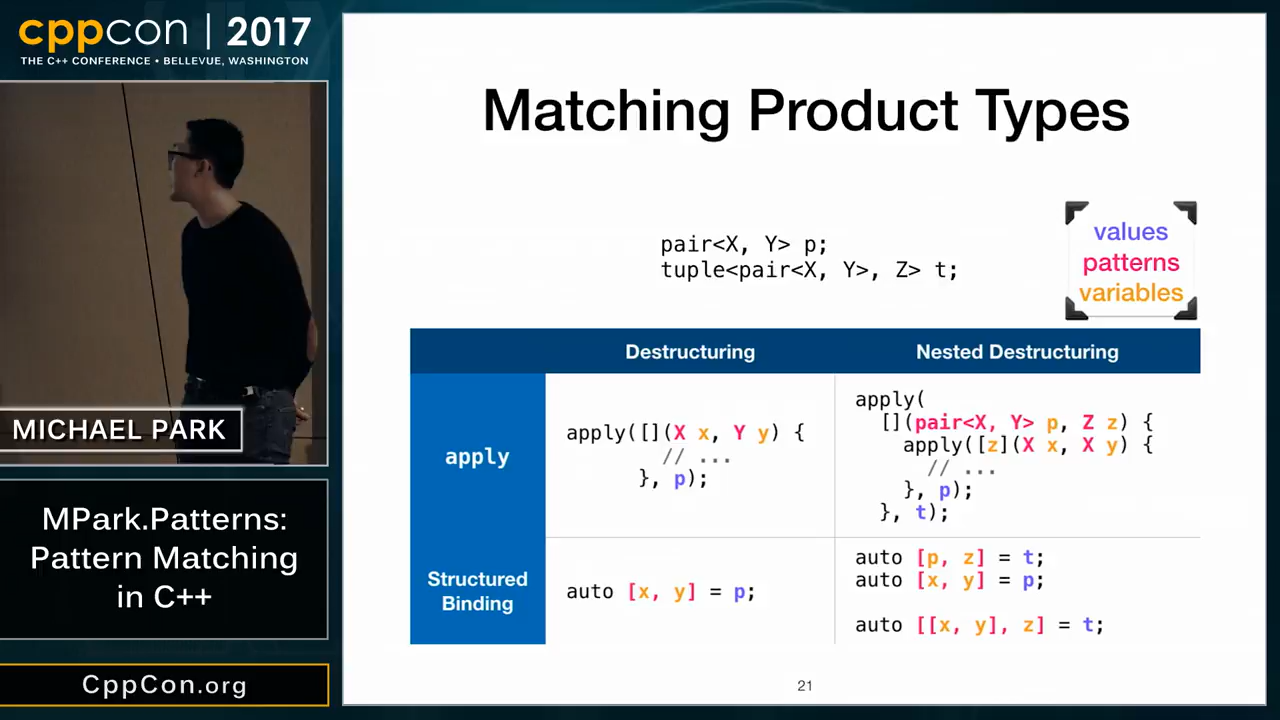 cppcon | 2017
THE C++ CONFERENCE • BELLEVUE, WASHINGTON
MICHAEL PARK
MPark.Patterns:
Pattern Matching
in C++
CppCon.org
Matching Product Types
pair<X, Y> p;
tuple<pair<X, Y>, Z> t;
values
patterns
variables
Destructuring
Nested Destructuring
apply
apply([](X x, Y y) {
// ...
}, p);
apply(
[](pair<X, Y> p, Z z) {
apply([z](X x, X y) {
// ...
}, p);
}, t);
Structured
Binding
auto [x, y] = p;
auto [p, z] = t;
auto [x, y] = p;
auto [[x, y], z] = t;
21